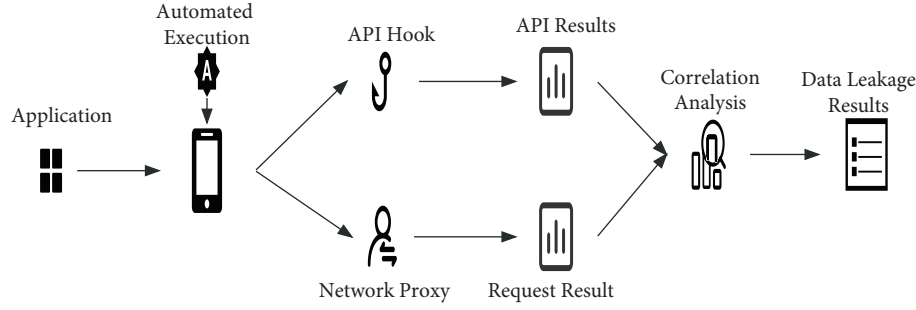 Automated
Execution
A
API Hook
API Results
Application
Correlation
Analysis
Data Leakage
Results
Network Proxy
Request Result